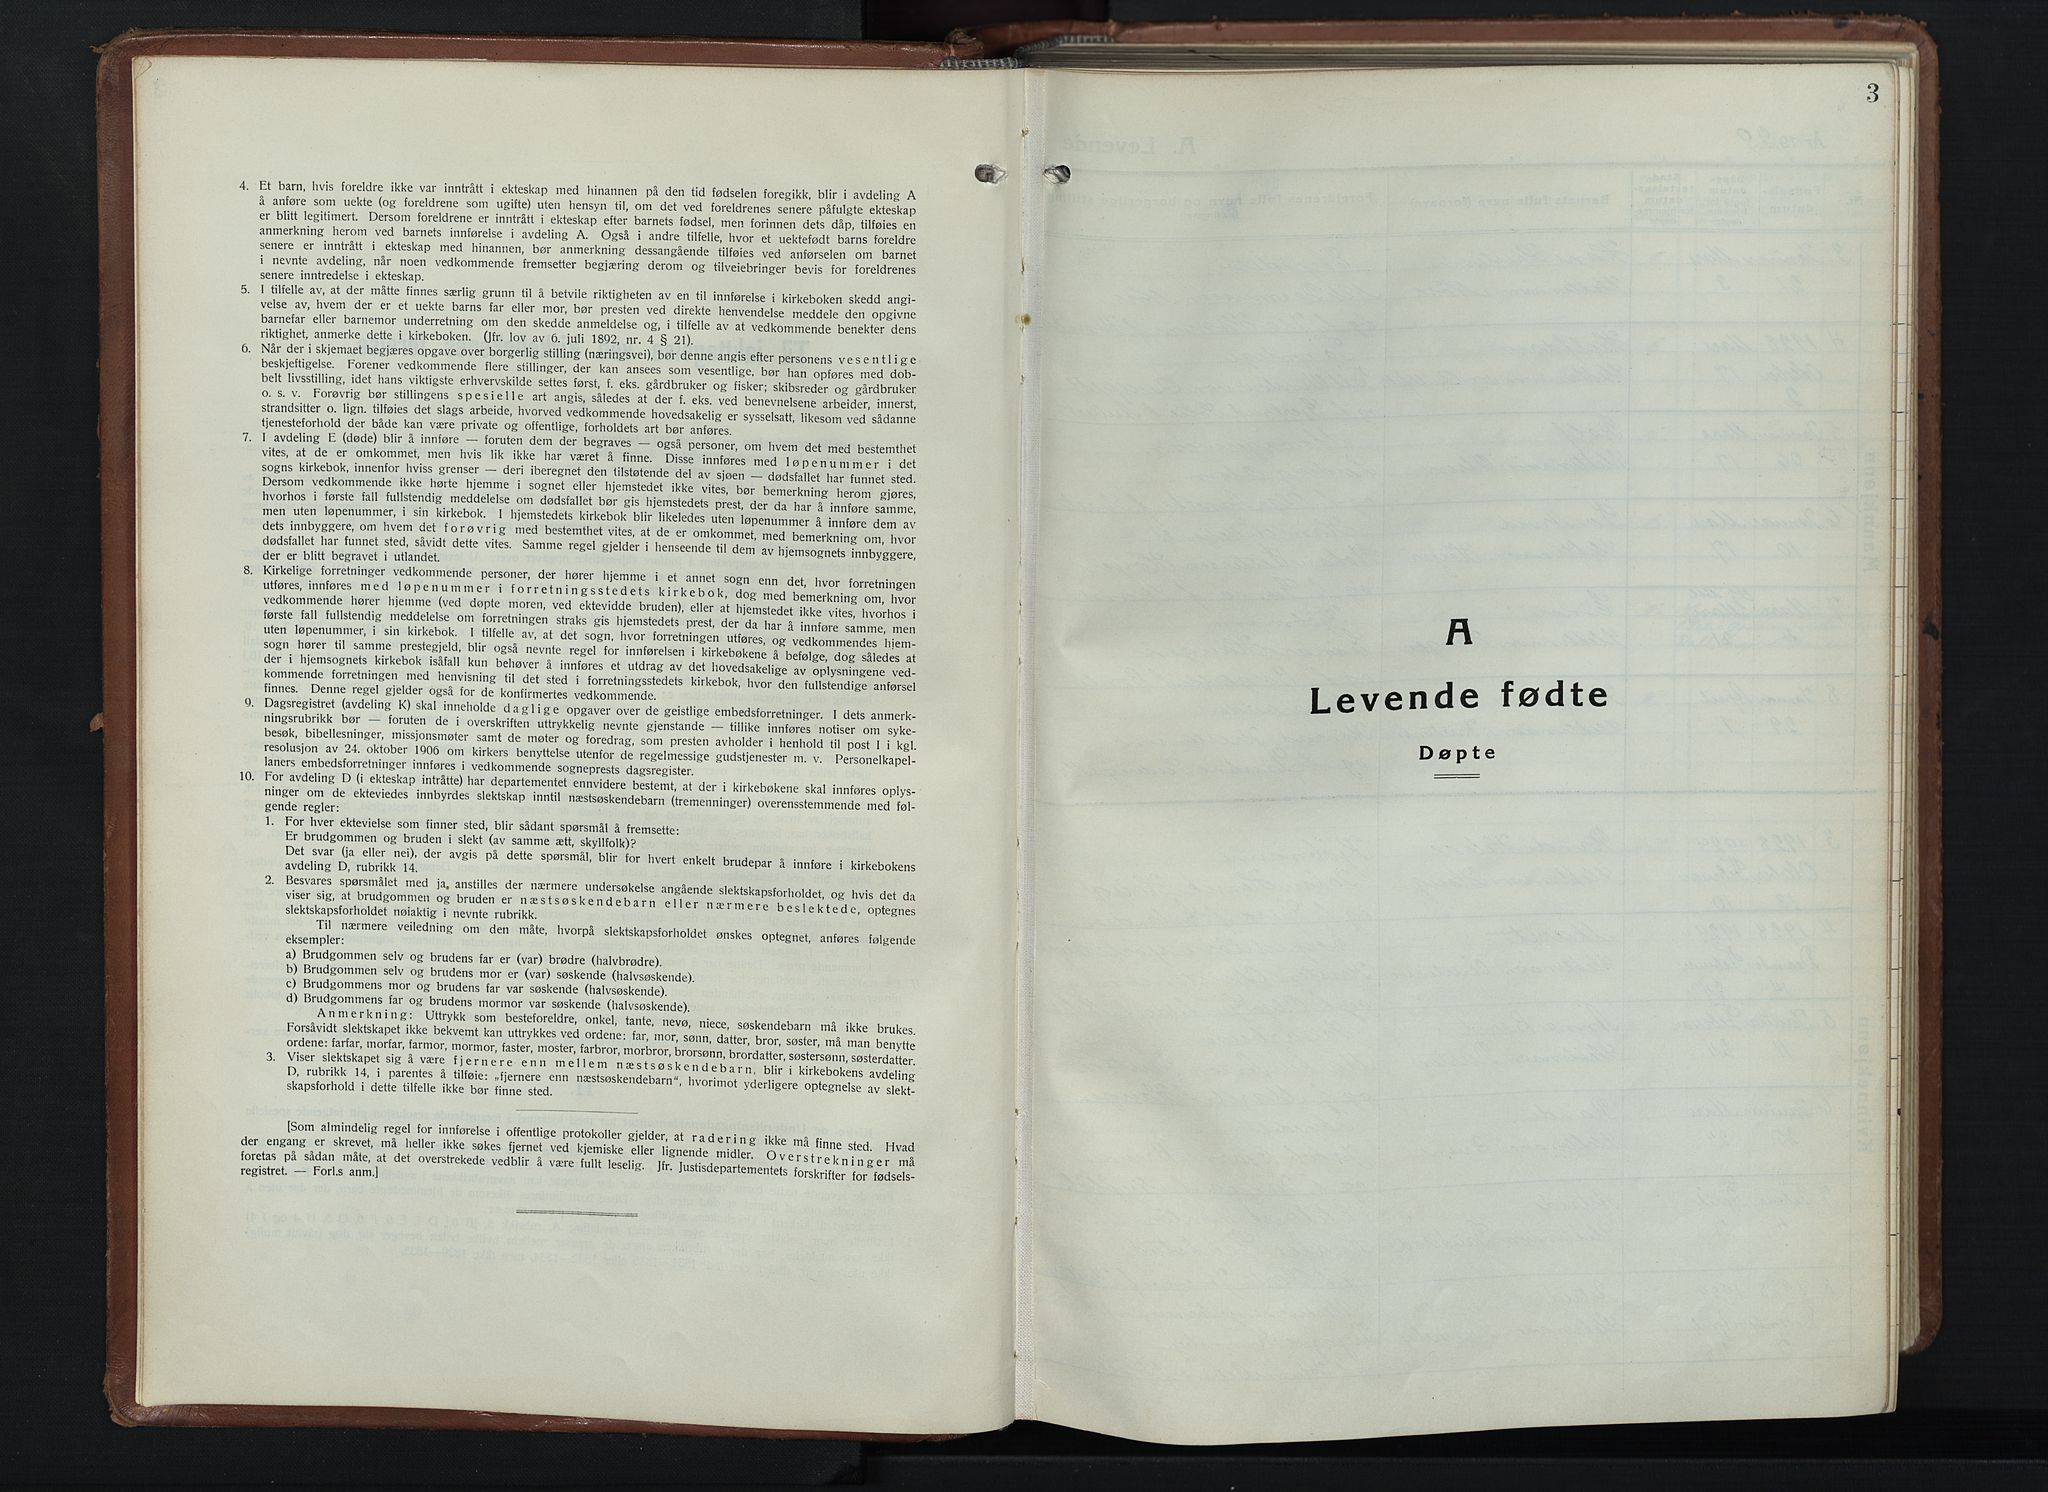 4. Et barn, hvis foreldre ikke var inntrått i ekteskap med hinannen på den tid fødselen foregikk, blir i avdeling A
å anføre som uekte (og foreldrene som ugifte) uten hensyn til, om det ved foreldrenes senere påfulgte ekteskap
er blitt legitimert. Dersom foreldrene er inntrått i ekteskap efter barnets fødsel, men forinnen dets dåp, tilføies en
anmerkning herom ved barnets innførelse i avdeling A. Også i andre tilfelle, hvor et uektefødt barns foreldre
senere er inntrått i ekteskap med hinannen, bør anmerkning dessangående tilføies ved anførselen om barnet
i nevnte avdeling, når noen vedkommende fremsetter begjæring derom og tilveiebringer bevis for foreldrenes
senere inntredelse i ekteskap.
5. I tilfelle av, at der måtte finnes særlig grunn til å betvile riktigheten av en til innførelse i kirkeboken skedd angi-
velse av, hvem der er et uekte barns far eller mor, bør presten ved direkte henvendelse meddele den opgivne
barnefar eller barnemor underretning om den skedde anmeldelse og, i tilfelle av at vedkommende benekter dens
riktighet, anmerke dette i kirkeboken. (Jfr. lov av 6. juli 1892, nr. 4 § 21).
6. Når der i skjemaet begjæres opgave over borgerlig stilling (næringsvei), bør denne angis efter personens vesentlige
beskjeftigelse. Forener vedkommende flere stillinger, der kan ansees som vesentlige, bør han opføres med dob-
belt livsstilling, idet hans viktigste erhvervskilde settes først, f. eks. gårdbruker og fisker; skibsreder og gårdbruker
o. s. v. Forøvrig bør stillingens spesielle art angis, således at der f. eks. ved benevnelsene arbeider, innerst,
strandsitter o. lign. tilføies det slags arbeide, hvorved vedkommende hovedsakelig er sysselsatt, likesom ved sådanne
tjenesteforhold der både kan være private og offentlige, forholdets art bør anføres.
7. I avdeling E (døde) blir å innføre — foruten dem der begraves — også personer, om hvem det med bestemthet
vites, at de er omkommet, men hvis lik ikke har været å finne. Disse innføres med løpenummer i det
sogns kirkebok, innenfor hviss grenser — deri iberegnet den tilstøtende del av sjøen — dødsfallet har funnet sted.
Dersom vedkommende ikke hørte hjemme i sognet eller hjemstedet ikke vites, bør bemerkning herom gjøres,
hvorhos i første fall fullstendig meddelelse om dødsfallet bør gis hjemstedets prest, der da har å innføre samme,
men uten løpenummer, i sin kirkebok. I hjemstedets kirkebok blir likeledes uten løpenummer å innføre dem av
dets innbyggere, om hvem det forøvrig med bestemthet vites, at de er omkommet, med bemerkning om, hvor
dødsfallet har funnet sted, såvidt dette vites. Samme regel gjelder i henseende til dem av hjemsognets innbyggere,
der er blitt begravet i utlandet.
8. Kirkelige forretninger vedkommende personer, der hører hjemme i et annet sogn enn det, hvor forretningen
utføres, innføres med løpenummer i forretningsstedets kirkebok, dog med bemerkning om, hvor
vedkommende hører hjemme (ved døpte moren, ved ektevidde bruden), eller at hjemstedet ikke vites, hvorhos i
første fall fullstendig meddelelse om forretningen straks gis hjemstedets prest, der da har å innføre samme, men
uten løpenummer, i sin kirkebok. I tilfelle av, at det sogn, hvor forretningen utføres, og vedkommendes hjem-
sogn hører til samme prestegjeld, blir også nevnte regel for innførelsen i kirkebøkene å befølge, dog således at
der i hjemsognets kirkebok isåfall kun behøver å innføres et utdrag av det hovedsakelige av oplysningene ved-
kommende forretningen med henvisning til det sted i forretningsstedets kirkebok, hvor den fullstendige anførsel
finnes. Denne regel gjelder også for de konfirmertes vedkommende.
9. Dagsregistret (avdeling K) skal inneholde daglige opgaver over de geistlige embedsforretninger. I dets anmerk-
ningsrubrikk bør — foruten de i overskriften uttrykkelig nevnte gjenstande — tillike innføres notiser om syke-
besøk, bibellesninger, missjonsmøter samt de møter og foredrag, som presten avholder i henhold til post I i kgl.
resolusjon av 24. oktober 1906 om kirkers benyttelse utenfor de regelmessige gudstjenester m. v. Personelkapel-
laners embedsforretninger innføres i vedkommende sogneprests dagsregister.
10. For avdeling D (i ekteskap intråtte) har departementet ennvidere bestemt, at der i kirkebøkene skal innføres oplys-
ninger om de ektevigdes innbyrdes slektskap inntil næstsøskendebarn (tremenninger) overensstemmende med føl-
gende regler:
1. For hver ektevielse som finner sted, blir sådant spørsmål å fremsette:
Er brudgommen og bruden i slekt (av samme ætt, skyllfolk)?
Det svar (ja eller nei), der avgis på dette spørsmål, blir for hvert enkelt brudepar å innføre i kirkebokens
avdeling D, rubrikk 14.
2. Besvares spørsmålet med ja, anstilles der nærmere undersøkelse angående slektskapsforholdet, og hvis det da
viser sig, at brudgommen og bruden er næstsøskendebarn eller nærmere beslektede, optegnes
slektskapsforholdet nøiaktig i nevnte rubrikk.
Til nærmere veiledning om den måte, hvorpå slektskapsforholdet ønskes optegnet, anføres følgende
eksempler:
a) Brudgommen selv og brudens far er (var) brødre (halvbrødre).
b) Brudgommen selv og brudens mor er (var) søskende (halvsøskende).
c) Brudgommens mor og brudens far var søskende (halvsøskende).
d) Brudgommens far og brudens mormor var søskende (halvsøskende).
Anmerkning: Uttrykk som besteforeldre, onkel, tante, nevø, niece, søskendebarn må ikke brukes.
Forsåvidt slektskapet ikke bekvemt kan uttrykkes ved ordene: far, mor, sønn, datter, bror, søster, må man benytte
ordene: farfar, morfar, farmor, mormor, faster, moster, farbror, morbror, brorsønn, brordatter, søstersønn, søsterdatter.
3. Viser slektskapet sig å være fjernere enn mellem næstsøskendebarn, blir i kirkebokens avdeling
D, rubrikk 14, i parentes å tilføie: „fjernere enn næstsøskendebarn“, hvorimot yderligere optegnelse av slekt-
skapsforhold i dette tilfelle ikke bør finne sted.
[Som almindelig regel for innførelse i offentlige protokoller gjelder, at radering ikke må finne sted. Hvad
der engang er skrevet, må heller ikke søkes fjernet ved kjemiske eller lignende midler. Overstrekninger må
foretas på sådan måte, at det overstrekede vedblir å være fullt leselig. Jfr. Justisdepartementets forskrifter for fødsels-
registret. — Forl.s anm.]
3
A
Levende fødte
Døpte